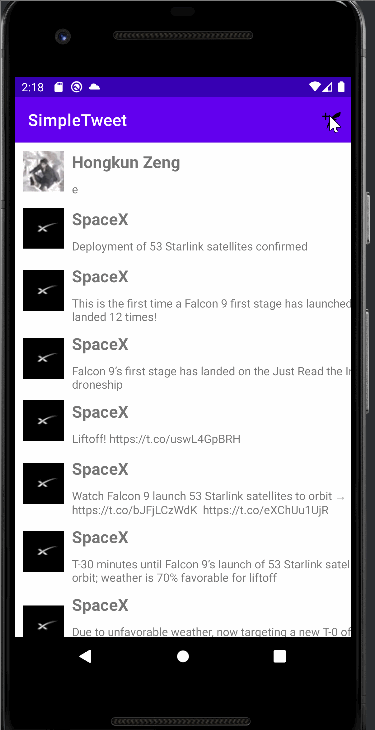 2:18
SimpleTweet
Hongkun Zeng
e
SpaceX
Deployment of 53 Starlink satellites confirmed
SpaceX
This is the first time a Falcon 9 first stage has launched
landed 12 times!
SpaceX
Falcon 9's first stage has landed on the Just Read the
droneship
SpaceX
Liftoff! https://t.co/uswL4GpBRH
SpaceX
Watch Falcon 9 launch 53 Starlink satellites to orbit →
https://t.co/bJFjLCzWdK https://t.co/eXChUu1UjR
SpaceX
T-30 minutes until Falcon 9's launch of 53 Starlink
orbit; weather is 70% favorable for liftoff
SpaceX
Due to unfavorable weather, now targeting a new T-0 of